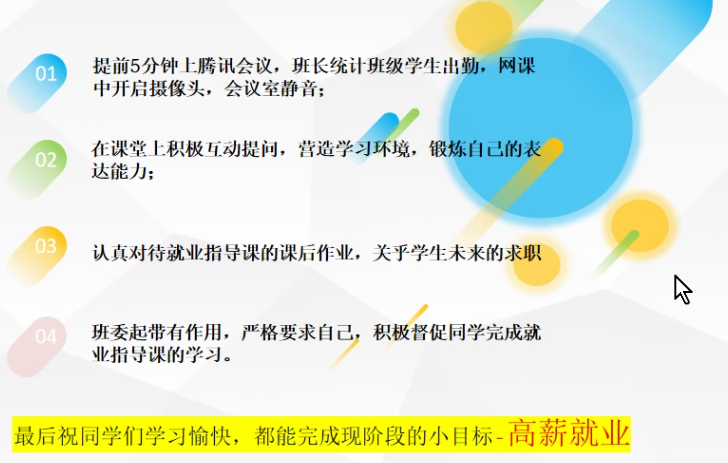 01
提前5分钟上腾讯会议，班长统计班级学生出勤，网课
中开启摄像头，会议室静音；
02
在课堂上积极互动提问，营造学习环境，锻炼自己的表
达能力；
03
认真对待就业指导课的课后作业，关乎学生未来的求职
04
班委起带有作用，严格要求自己，积极督促同学完成就
业指导课的学习。
最后祝同学们学习愉快，都能完成现阶段的小目标-高薪就业